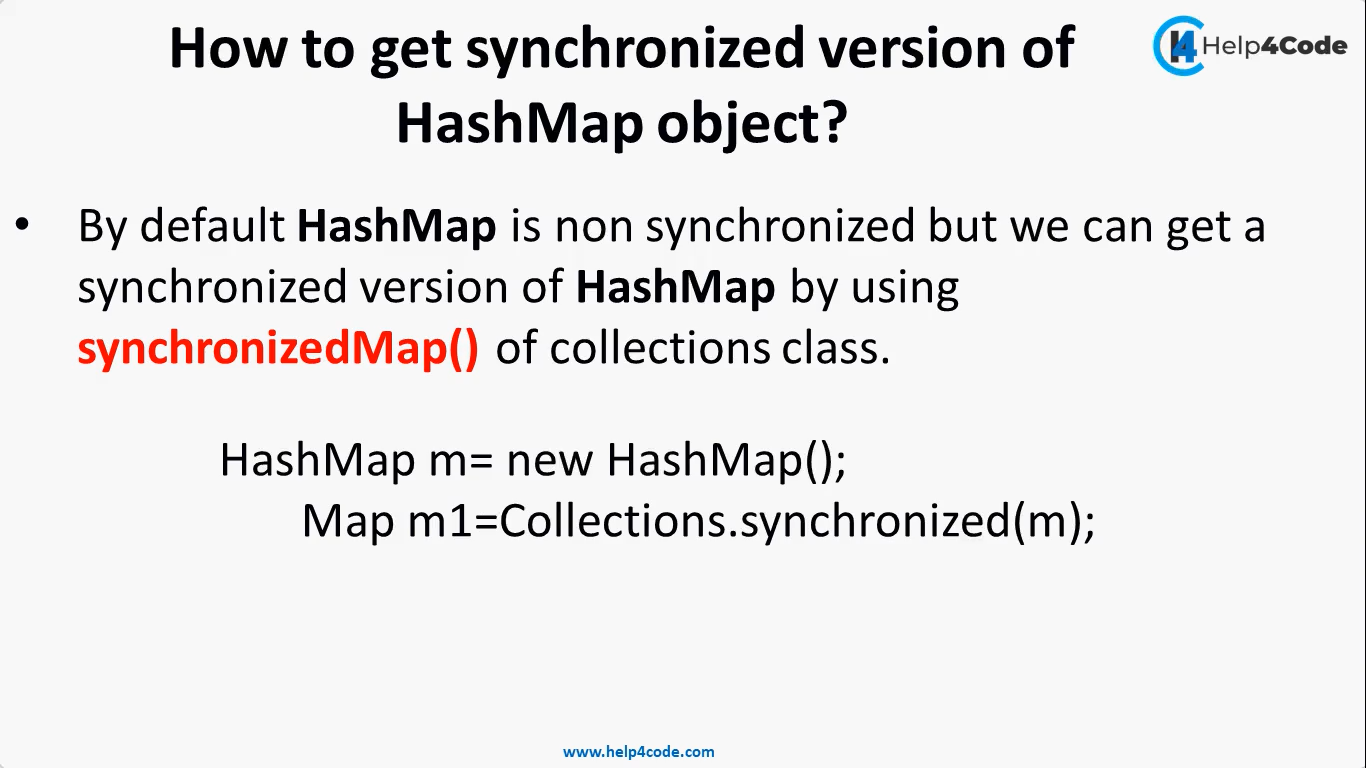 How to get synchronized version of
HashMap object?
Help4Code
• By default HashMap is non synchronized but we can get a
synchronized version of HashMap by using
synchronizedMap() of collections class.
HashMap m= new HashMap();
Map m1=Collections.synchronized(m);
www.help4code.com